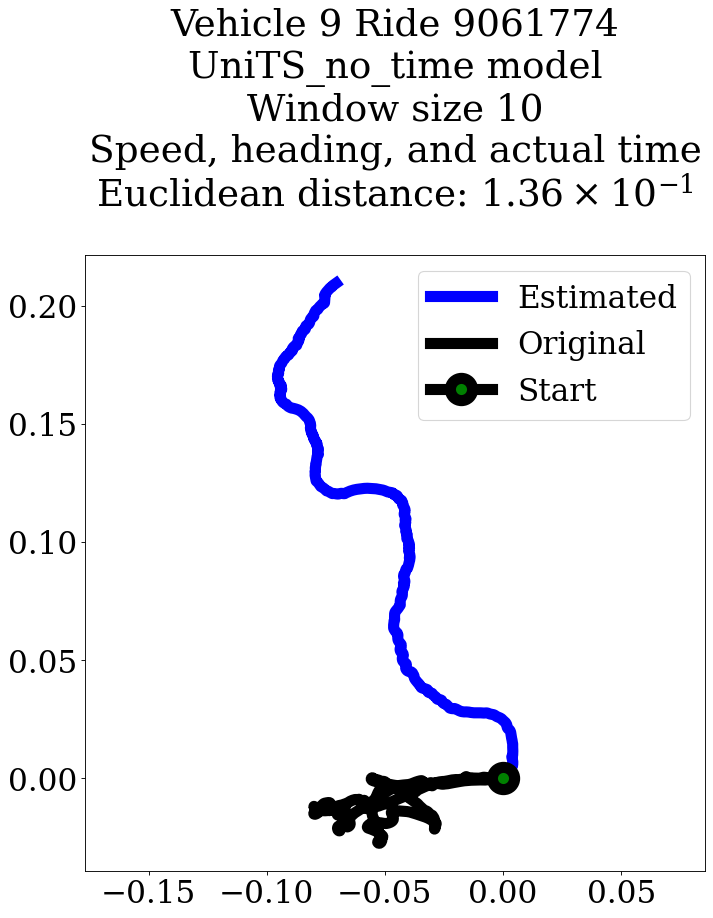 Vehicle 9 Ride 9061774
UniTS_no_time model
Window size 10
Speed, heading, and actual time
Euclidean distance: 1.36 × 10⁻¹
Estimated
Original
Start
0.20
0.15
0.10
0.05
0.00
−0.15 −0.10 −0.05 0.00 0.05